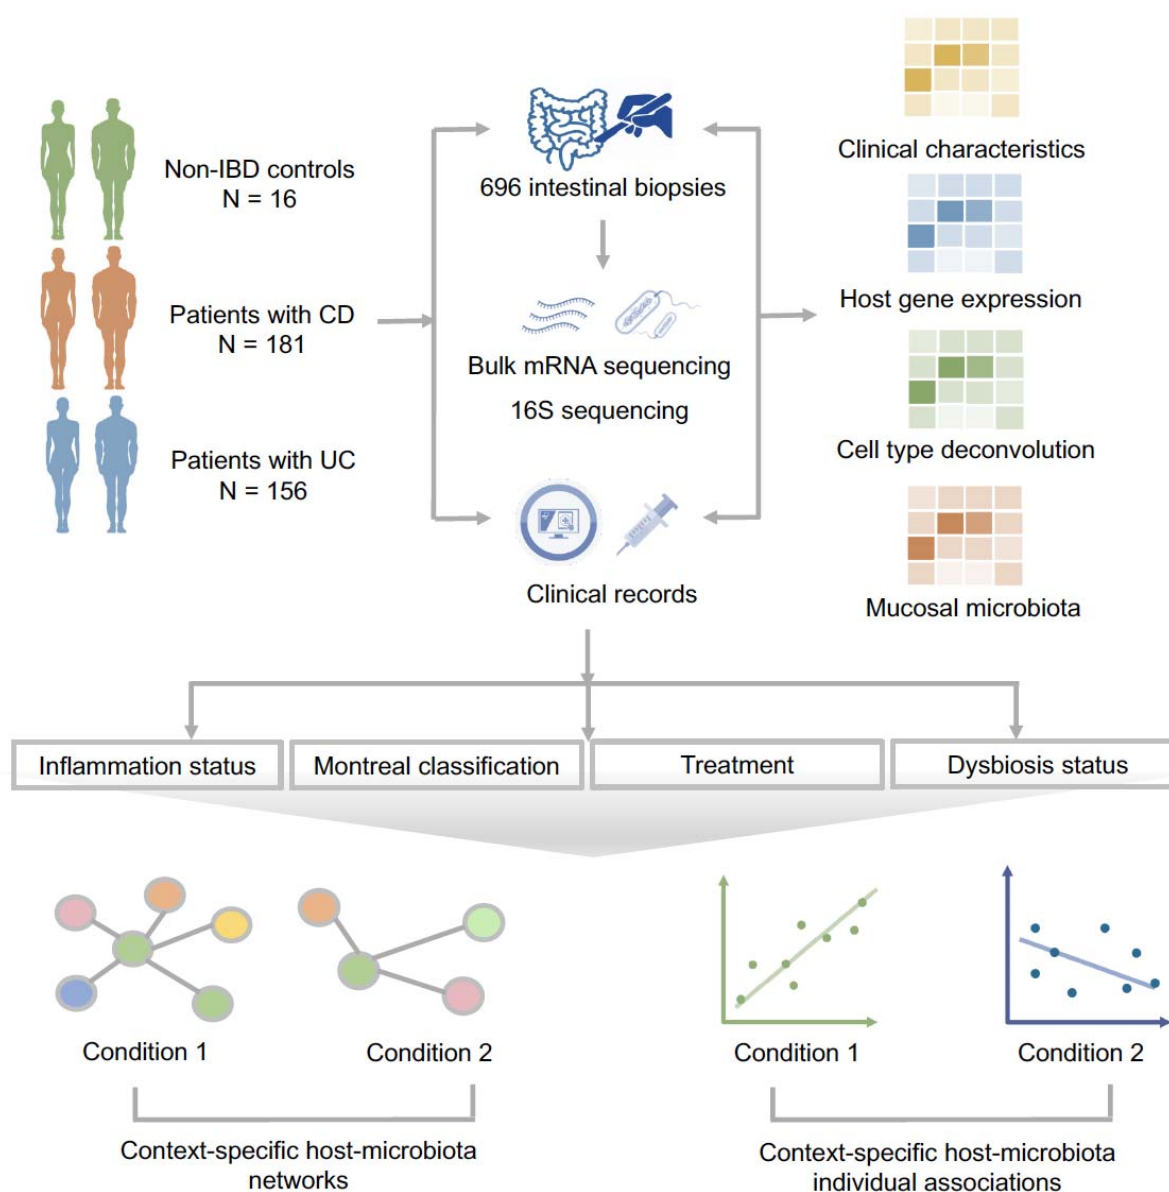 Non-IBD controls
N = 16
Patients with CD
N = 181
Patients with UC
N = 156
696 intestinal biopsies
Bulk mRNA sequencing
16S sequencing
Clinical records
Clinical characteristics
Host gene expression
Cell type deconvolution
Mucosal microbiota
Inflammation status
Montreal classification
Treatment
Dysbiosis status
Condition 1
Condition 2
Context-specific host-microbiota
networks
Condition 1
Condition 2
Context-specific host-microbiota
individual associations